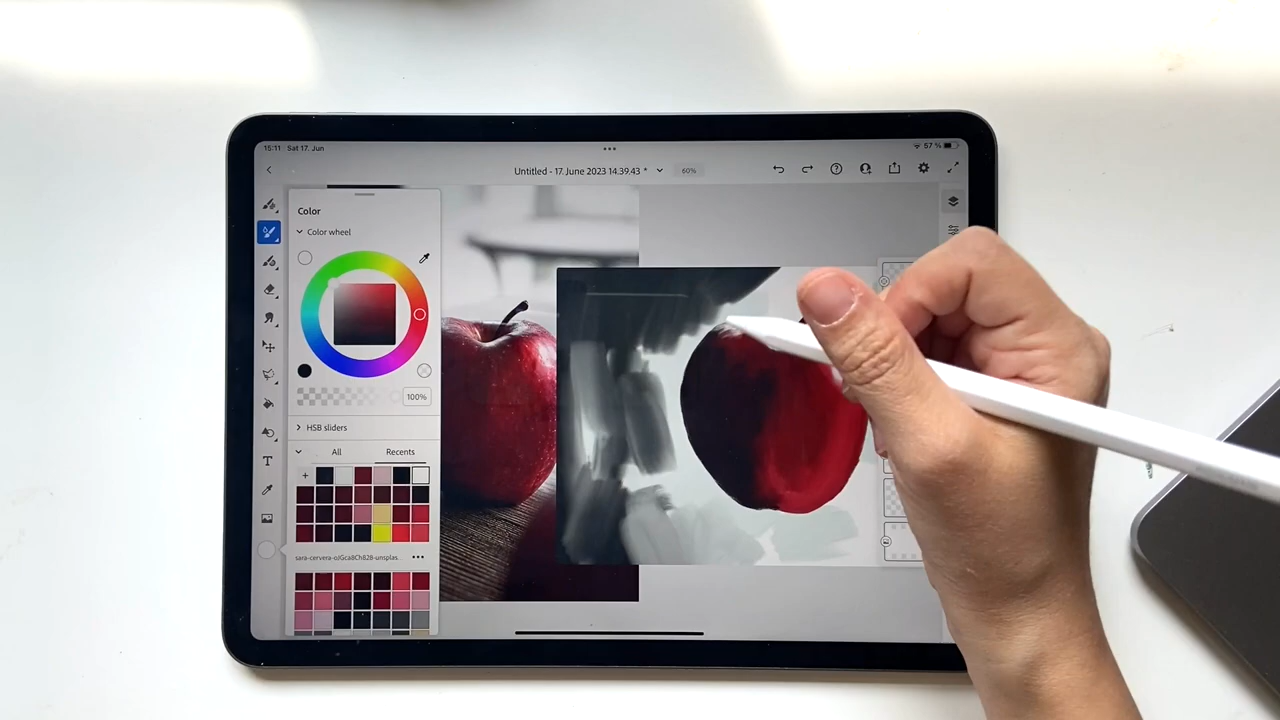 15:11 Sat 17. Jun
57 %
Untitled - 17. June 2023 14.39.43 *
60%
Color
Color wheel
100%
HSB sliders
All
Recents
sara-cervera-oJGca8Ch828-unsplas...
T